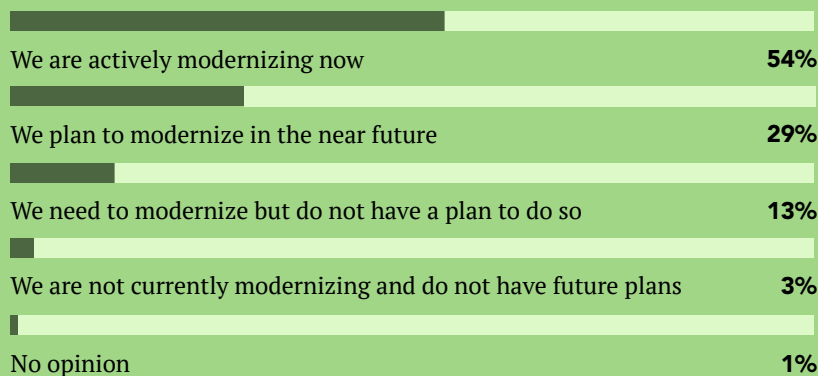 We are actively modernizing now 54%
We plan to modernize in the near future 29%
We need to modernize but do not have a plan to do so 13%
We are not currently modernizing and do not have future plans 3%
No opinion 1%